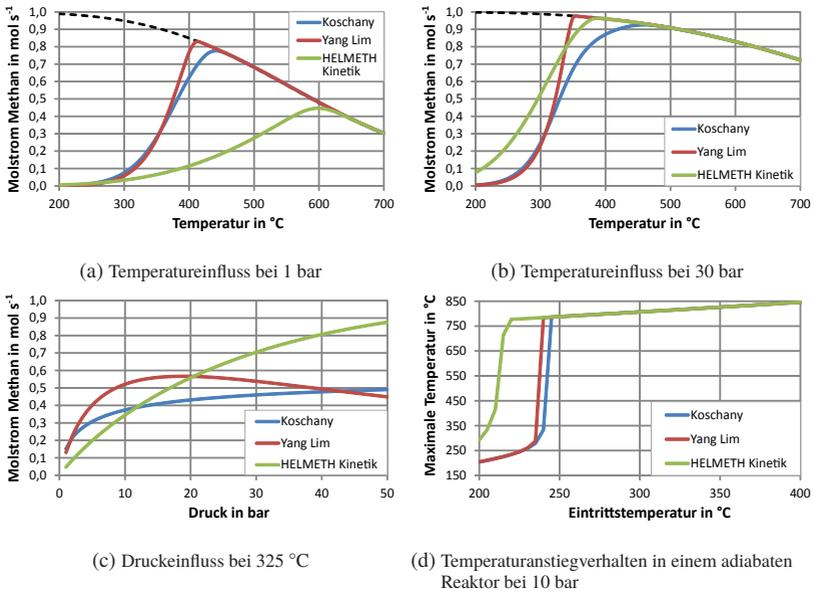 Molstrom Methan in mol s⁻¹
1,0
0,9
0,8
0,7
0,6
0,5
0,4
0,3
0,2
0,1
0,0
200 300 400 500 600 700
Temperatur in °C
Koschany
Yang Lim
HELMETH
Kinetik
(a) Temperatureinfluss bei 1 bar
Molstrom Methan in mol s⁻¹
1,0
0,9
0,8
0,7
0,6
0,5
0,4
0,3
0,2
0,1
0,0
200 300 400 500 600 700
Temperatur in °C
Koschany
Yang Lim
HELMETH Kinetik
(b) Temperatureinfluss bei 30 bar
Molstrom Methan in mol s⁻¹
1,0
0,9
0,8
0,7
0,6
0,5
0,4
0,3
0,2
0,1
0,0
0 10 20 30 40 50
Druck in bar
Koschany
Yang Lim
HELMETH Kinetik
(c) Druckeinfluss bei 325 °C
Maximale Temperatur in °C
850
750
650
550
450
350
250
150
200 250 300 350 400
Eintrittstemperatur in °C
Koschany
Yang Lim
HELMETH Kinetik
(d) Temperaturanstiegverhalten in einem adiabaten
Reaktor bei 10 bar